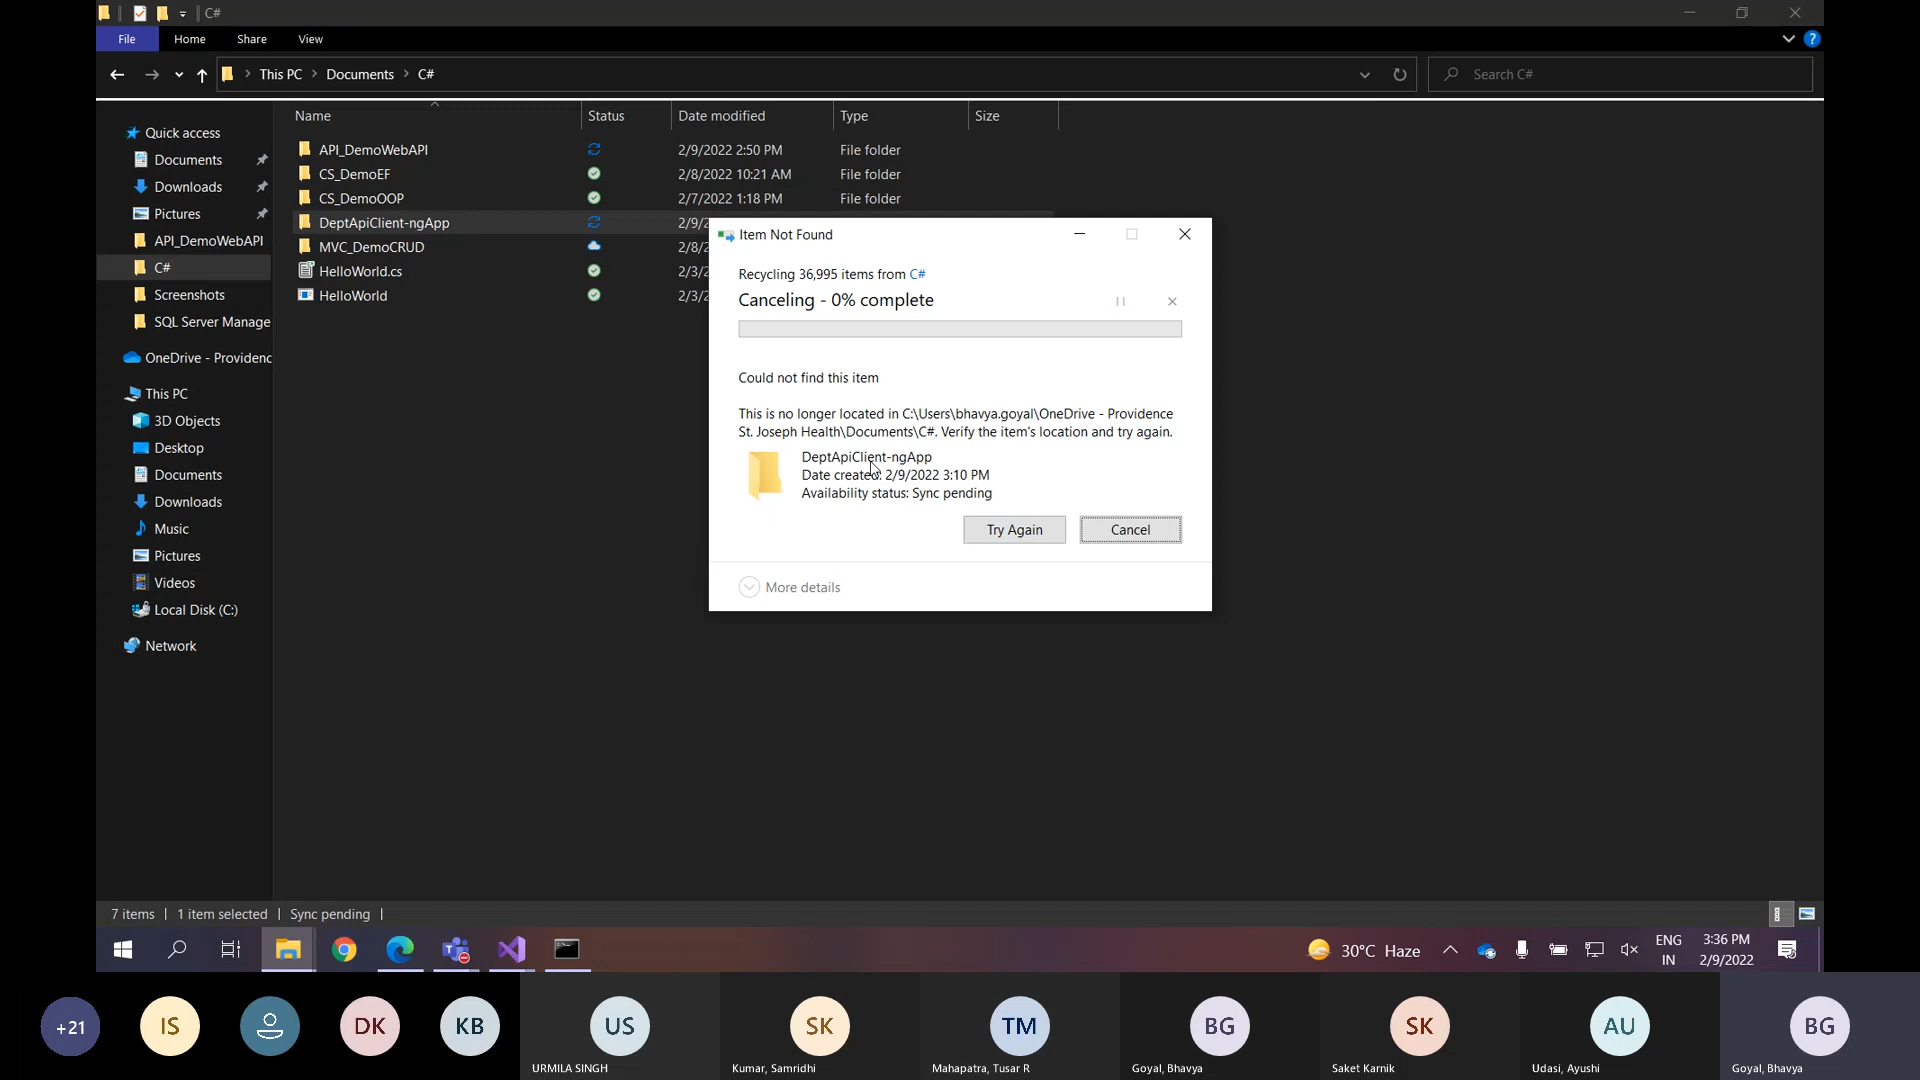 C#
File
Home
Share
View
This PC
Documents
C#
Search C#
Name
Status
Date modified
Type
Size
API_DemoWebAPI
2/9/2022 2:50 PM
File folder
CS_DemoEF
2/8/2022 10:21 AM
File folder
CS_DemoOOP
2/7/2022 1:18 PM
File folder
DeptApiClient-ngApp
2/9/2
MVC_DemoCRUD
2/8/2
HelloWorld.cs
2/3/2
HelloWorld
2/3/2
Quick access
Documents
Downloads
Pictures
API_DemoWebAPI
C#
Screenshots
SQL Server Manage
OneDrive - Providenc
This PC
3D Objects
Desktop
Documents
Downloads
Music
Pictures
Videos
Local Disk (C:)
Network
Item Not Found
Recycling 36,995 items from C#
Canceling - 0% complete
Could not find this item
This is no longer located in C:\Users\bhavya.goyal\OneDrive - Providence
St. Joseph Health\Documents\C#. Verify the item's location and try again.
DeptApiClient-ngApp
Date created: 2/9/2022 3:10 PM
Availability status: Sync pending
Try Again
Cancel
More details
7 items
1 item selected
Sync pending
30°C Haze
ENG
IN
3:36 PM
2/9/2022
+21
IS
DK
KB
US
URMILA SINGH
SK
Kumar, Samridhi
TM
Mahapatra, Tusar R
BG
Goyal, Bhavya
SK
Saket Karnik
AU
Udasi, Ayushi
BG
Goyal, Bhavya